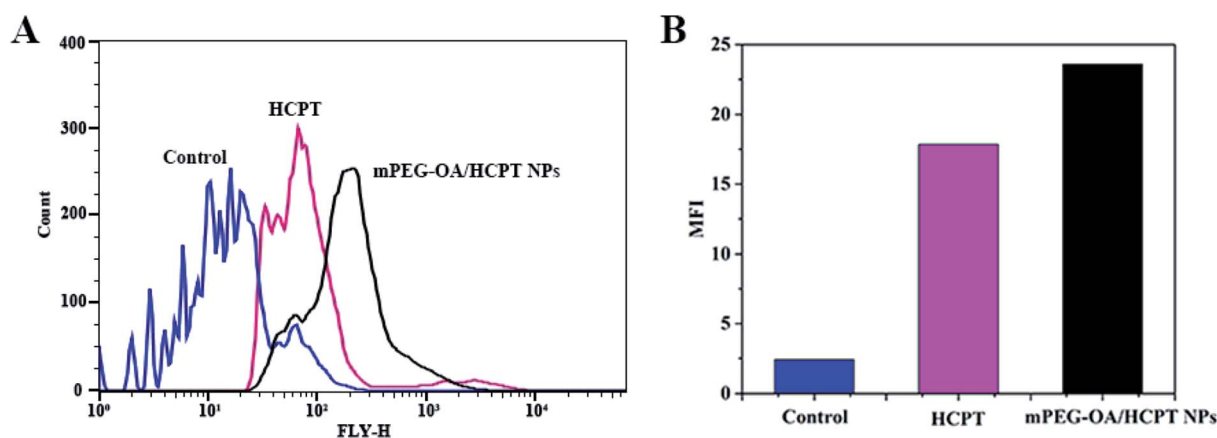 A
400
300
200
100
0
Count
Control
HCPT
mPEG-OA/HCPT NPs
10⁰
10¹
10²
10³
10⁴
FLY-H
B
25
20
15
10
5
0
MFI
Control
HCPT
mPEG-OA/HCPT NPs